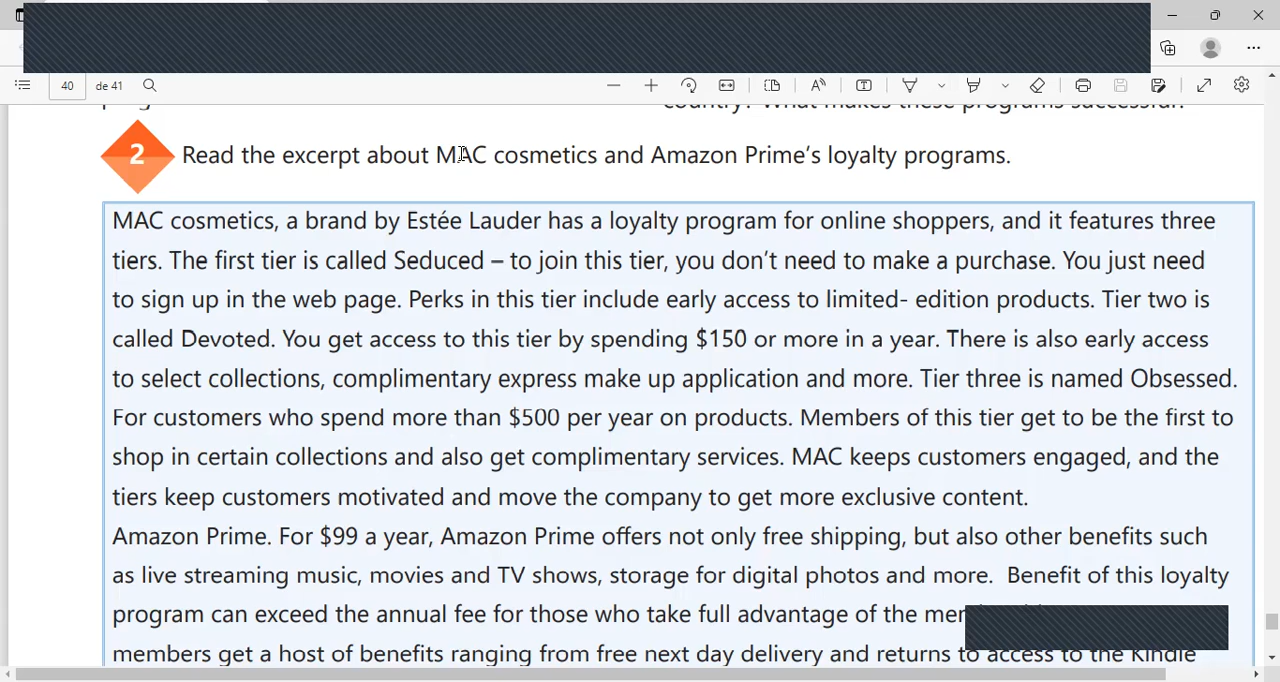 40 de 41
country? What makes these programs successful?
2 Read the excerpt about MAC cosmetics and Amazon Prime's loyalty programs.
MAC cosmetics, a brand by Estée Lauder has a loyalty program for online shoppers, and it features three
tiers. The first tier is called Seduced – to join this tier, you don't need to make a purchase. You just need
to sign up in the web page. Perks in this tier include early access to limited- edition products. Tier two is
called Devoted. You get access to this tier by spending $150 or more in a year. There is also early access
to select collections, complimentary express make up application and more. Tier three is named Obsessed.
For customers who spend more than $500 per year on products. Members of this tier get to be the first to
shop in certain collections and also get complimentary services. MAC keeps customers engaged, and the
tiers keep customers motivated and move the company to get more exclusive content.
Amazon Prime. For $99 a year, Amazon Prime offers not only free shipping, but also other benefits such
as live streaming music, movies and TV shows, storage for digital photos and more. Benefit of this loyalty
program can exceed the annual fee for those who take full advantage of the
members get a host of benefits ranging from free next day delivery and returns to access to the Kindle